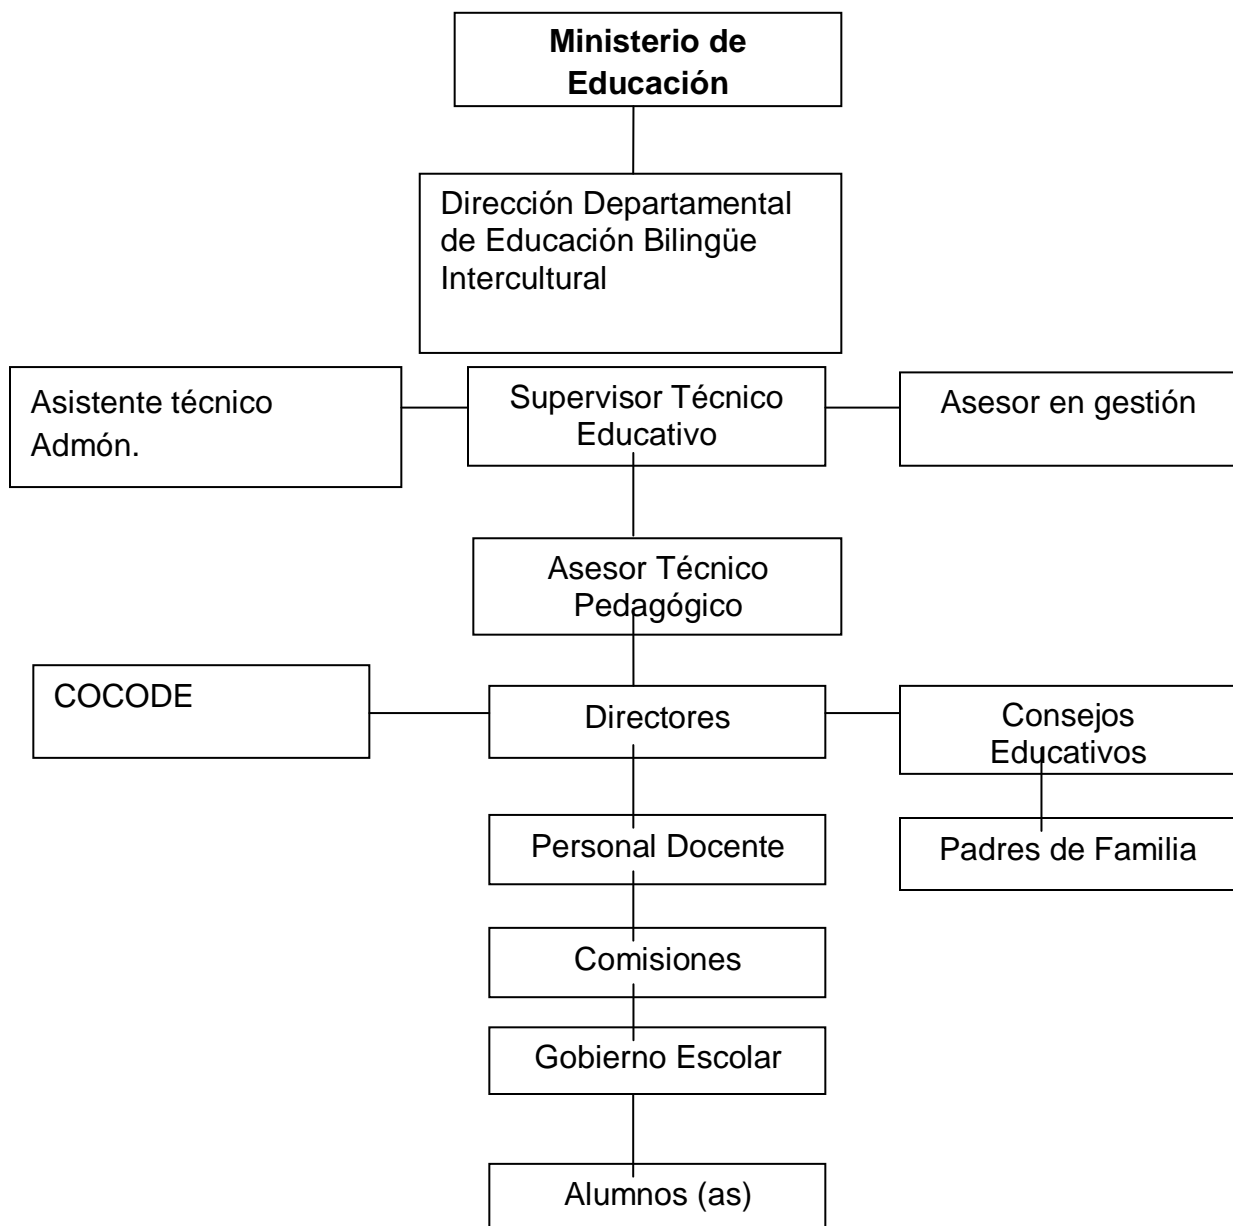 Ministerio de
Educación
Dirección Departamental
de Educación Bilingüe
Intercultural
Asistente técnico
Admón.
Supervisor Técnico
Educativo
Asesor en gestión
Asesor Técnico
Pedagógico
COCODE
Directores
Consejos
Educativos
Personal Docente
Padres de Familia
Comisiones
Gobierno Escolar
Alumnos (as)